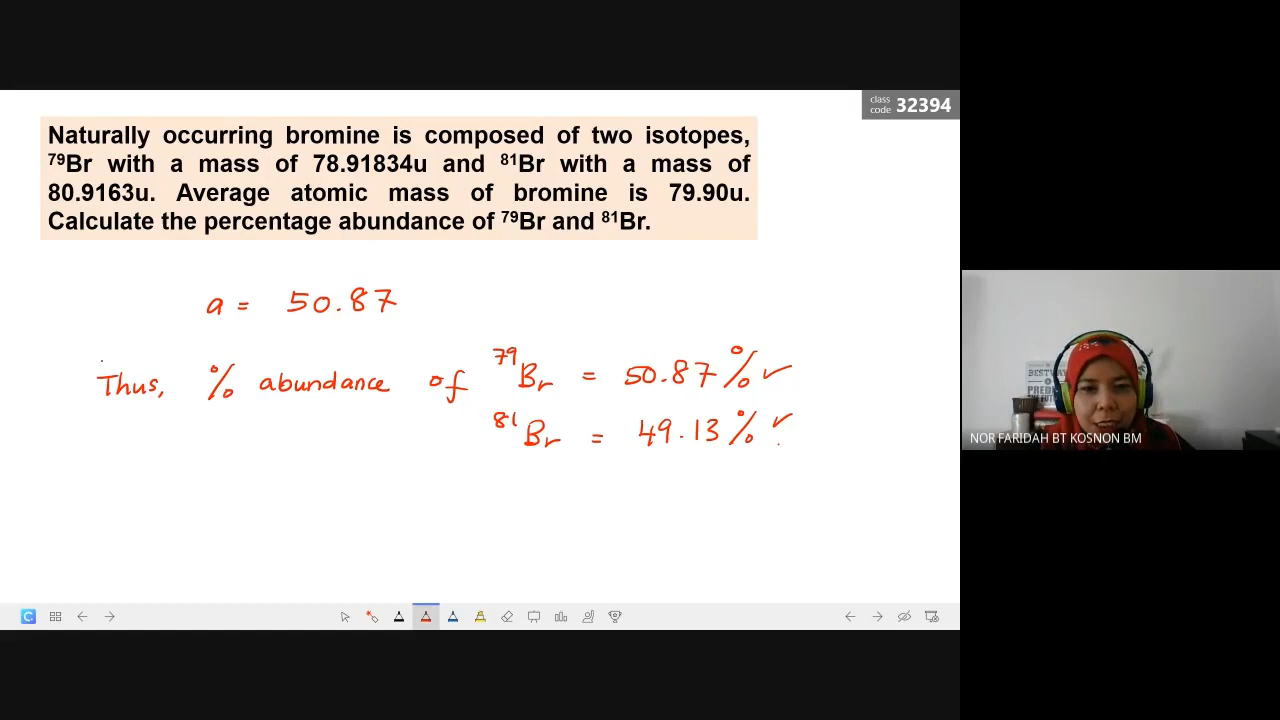 class
code 32394
Naturally occurring bromine is composed of two isotopes,
⁷⁹Br with a mass of 78.91834u and ⁸¹Br with a mass of
80.9163u. Average atomic mass of bromine is 79.90u.
Calculate the percentage abundance of ⁷⁹Br and ⁸¹Br.
a = 50.87
Thus, % abundance of ⁷⁹Br = 50.87% ✓
⁸¹Br = 49.13% ✓
NOR FARIDAH BT KOSNON BM